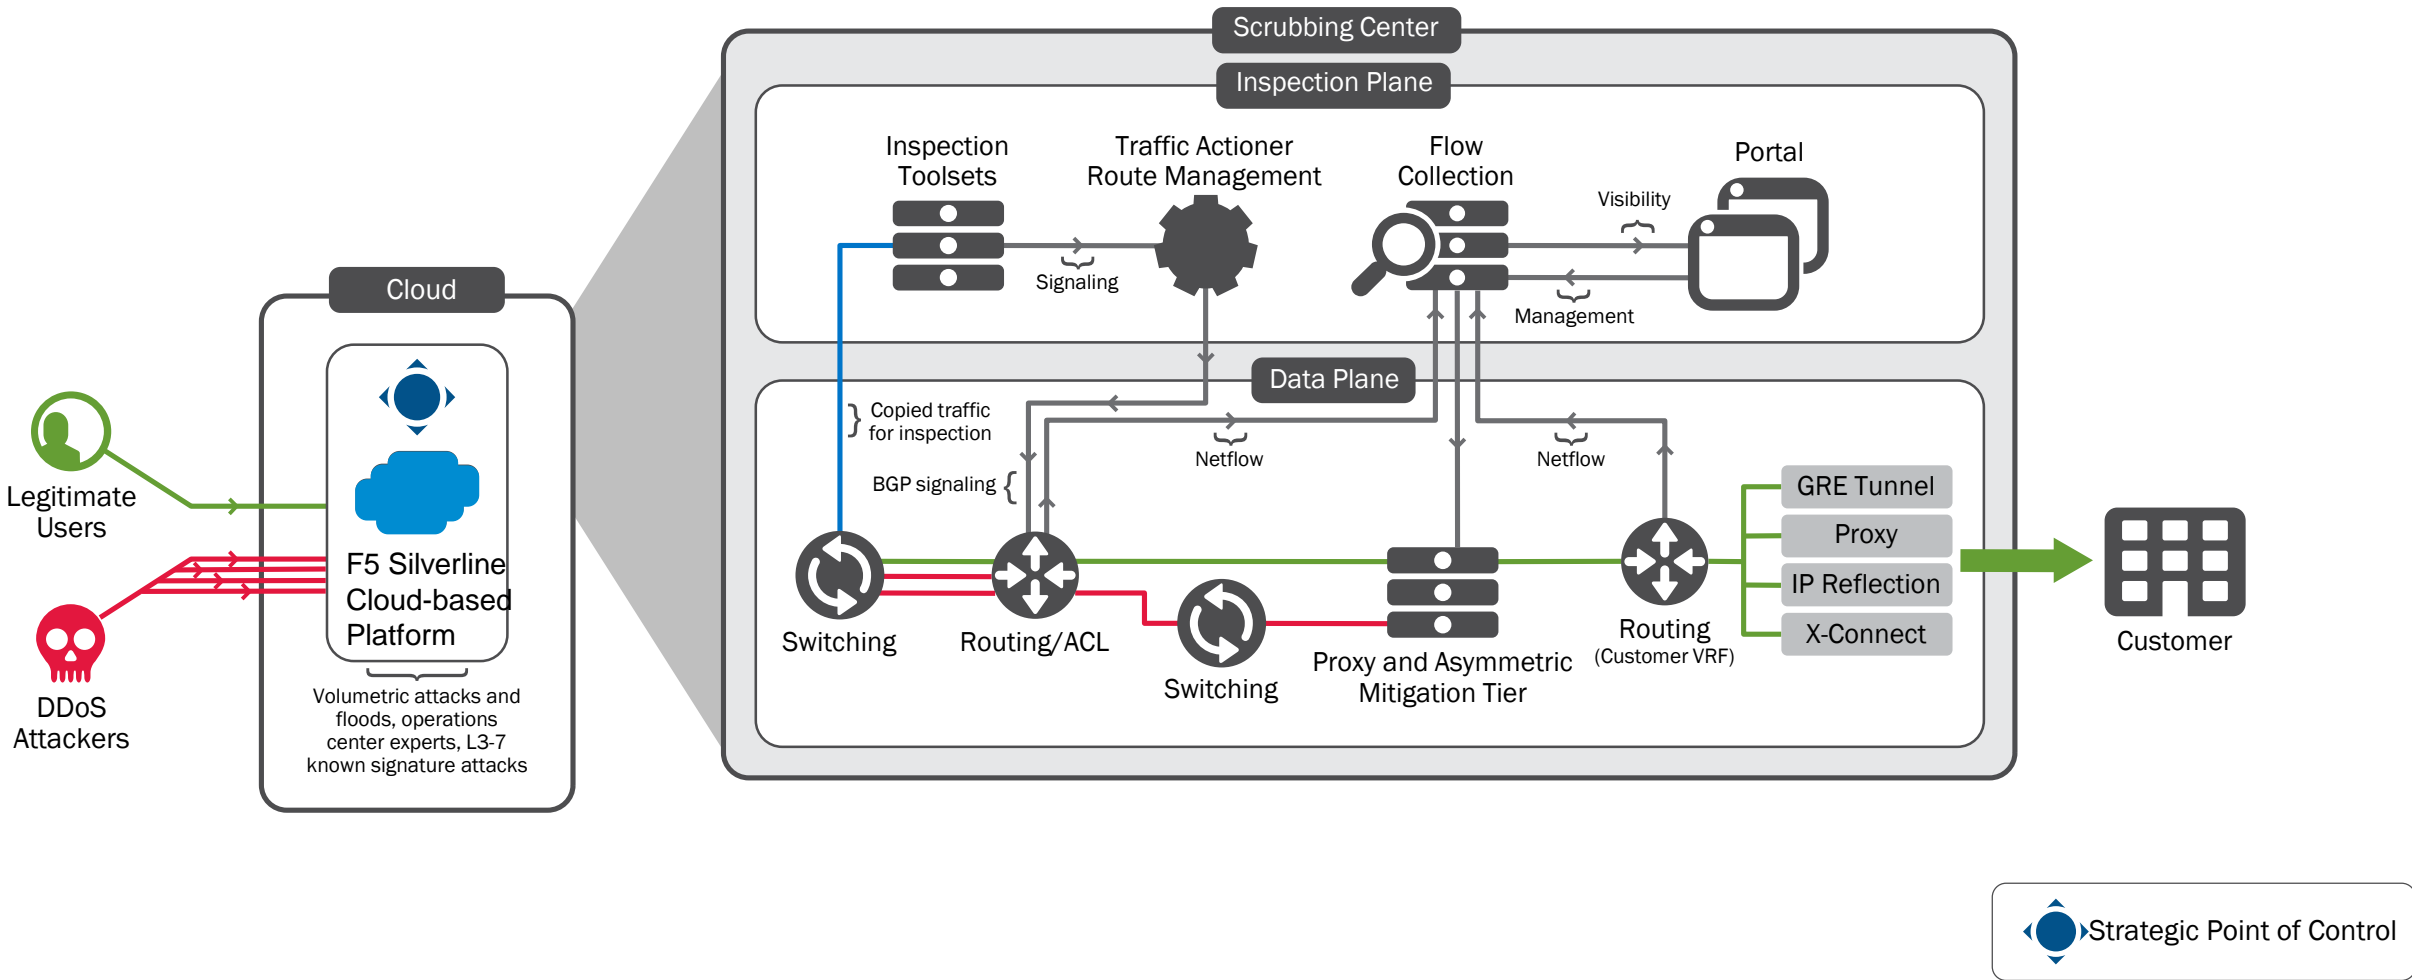 Scrubbing Center
Inspection Plane
Inspection
Toolsets
Traffic Actioner
Route Management
Flow
Collection
Portal
Visibility
Signaling
Management
Cloud
Data Plane
Copied traffic
for inspection
BGP signaling
Netflow
Netflow
Legitimate
Users
DDoS
Attackers
F5 Silverline
Cloud-based
Platform
Volumetric attacks and
floods, operations
center experts, L3-7
known signature attacks
Switching
Routing/ACL
Switching
Proxy and Asymmetric
Mitigation Tier
Routing
(Customer VRF)
GRE Tunnel
Proxy
IP Reflection
X-Connect
Customer
Strategic Point of Control